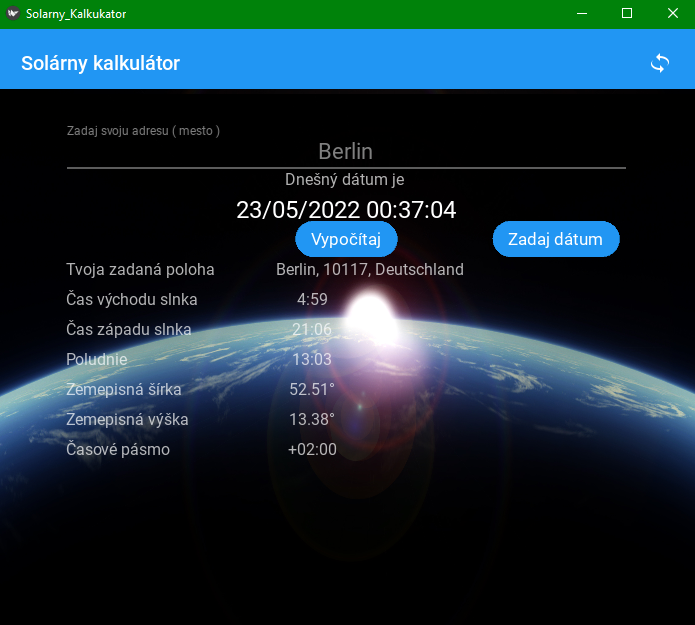 Solarny_Kalkukator
Solárny kalkulátor
Zadaj svoju adresu ( mesto )
Berlin
Dnešný dátum je
23/05/2022 00:37:04
Vypočítaj Zadaj dátum
Tvoja zadaná poloha Berlin, 10117, Deutschland
Čas východu slnka 4:59
Čas západu slnka 21:06
Poludnie 13:03
Zemepisná šírka 52.51°
Zemepisná výška 13.38°
Časové pásmo +02:00